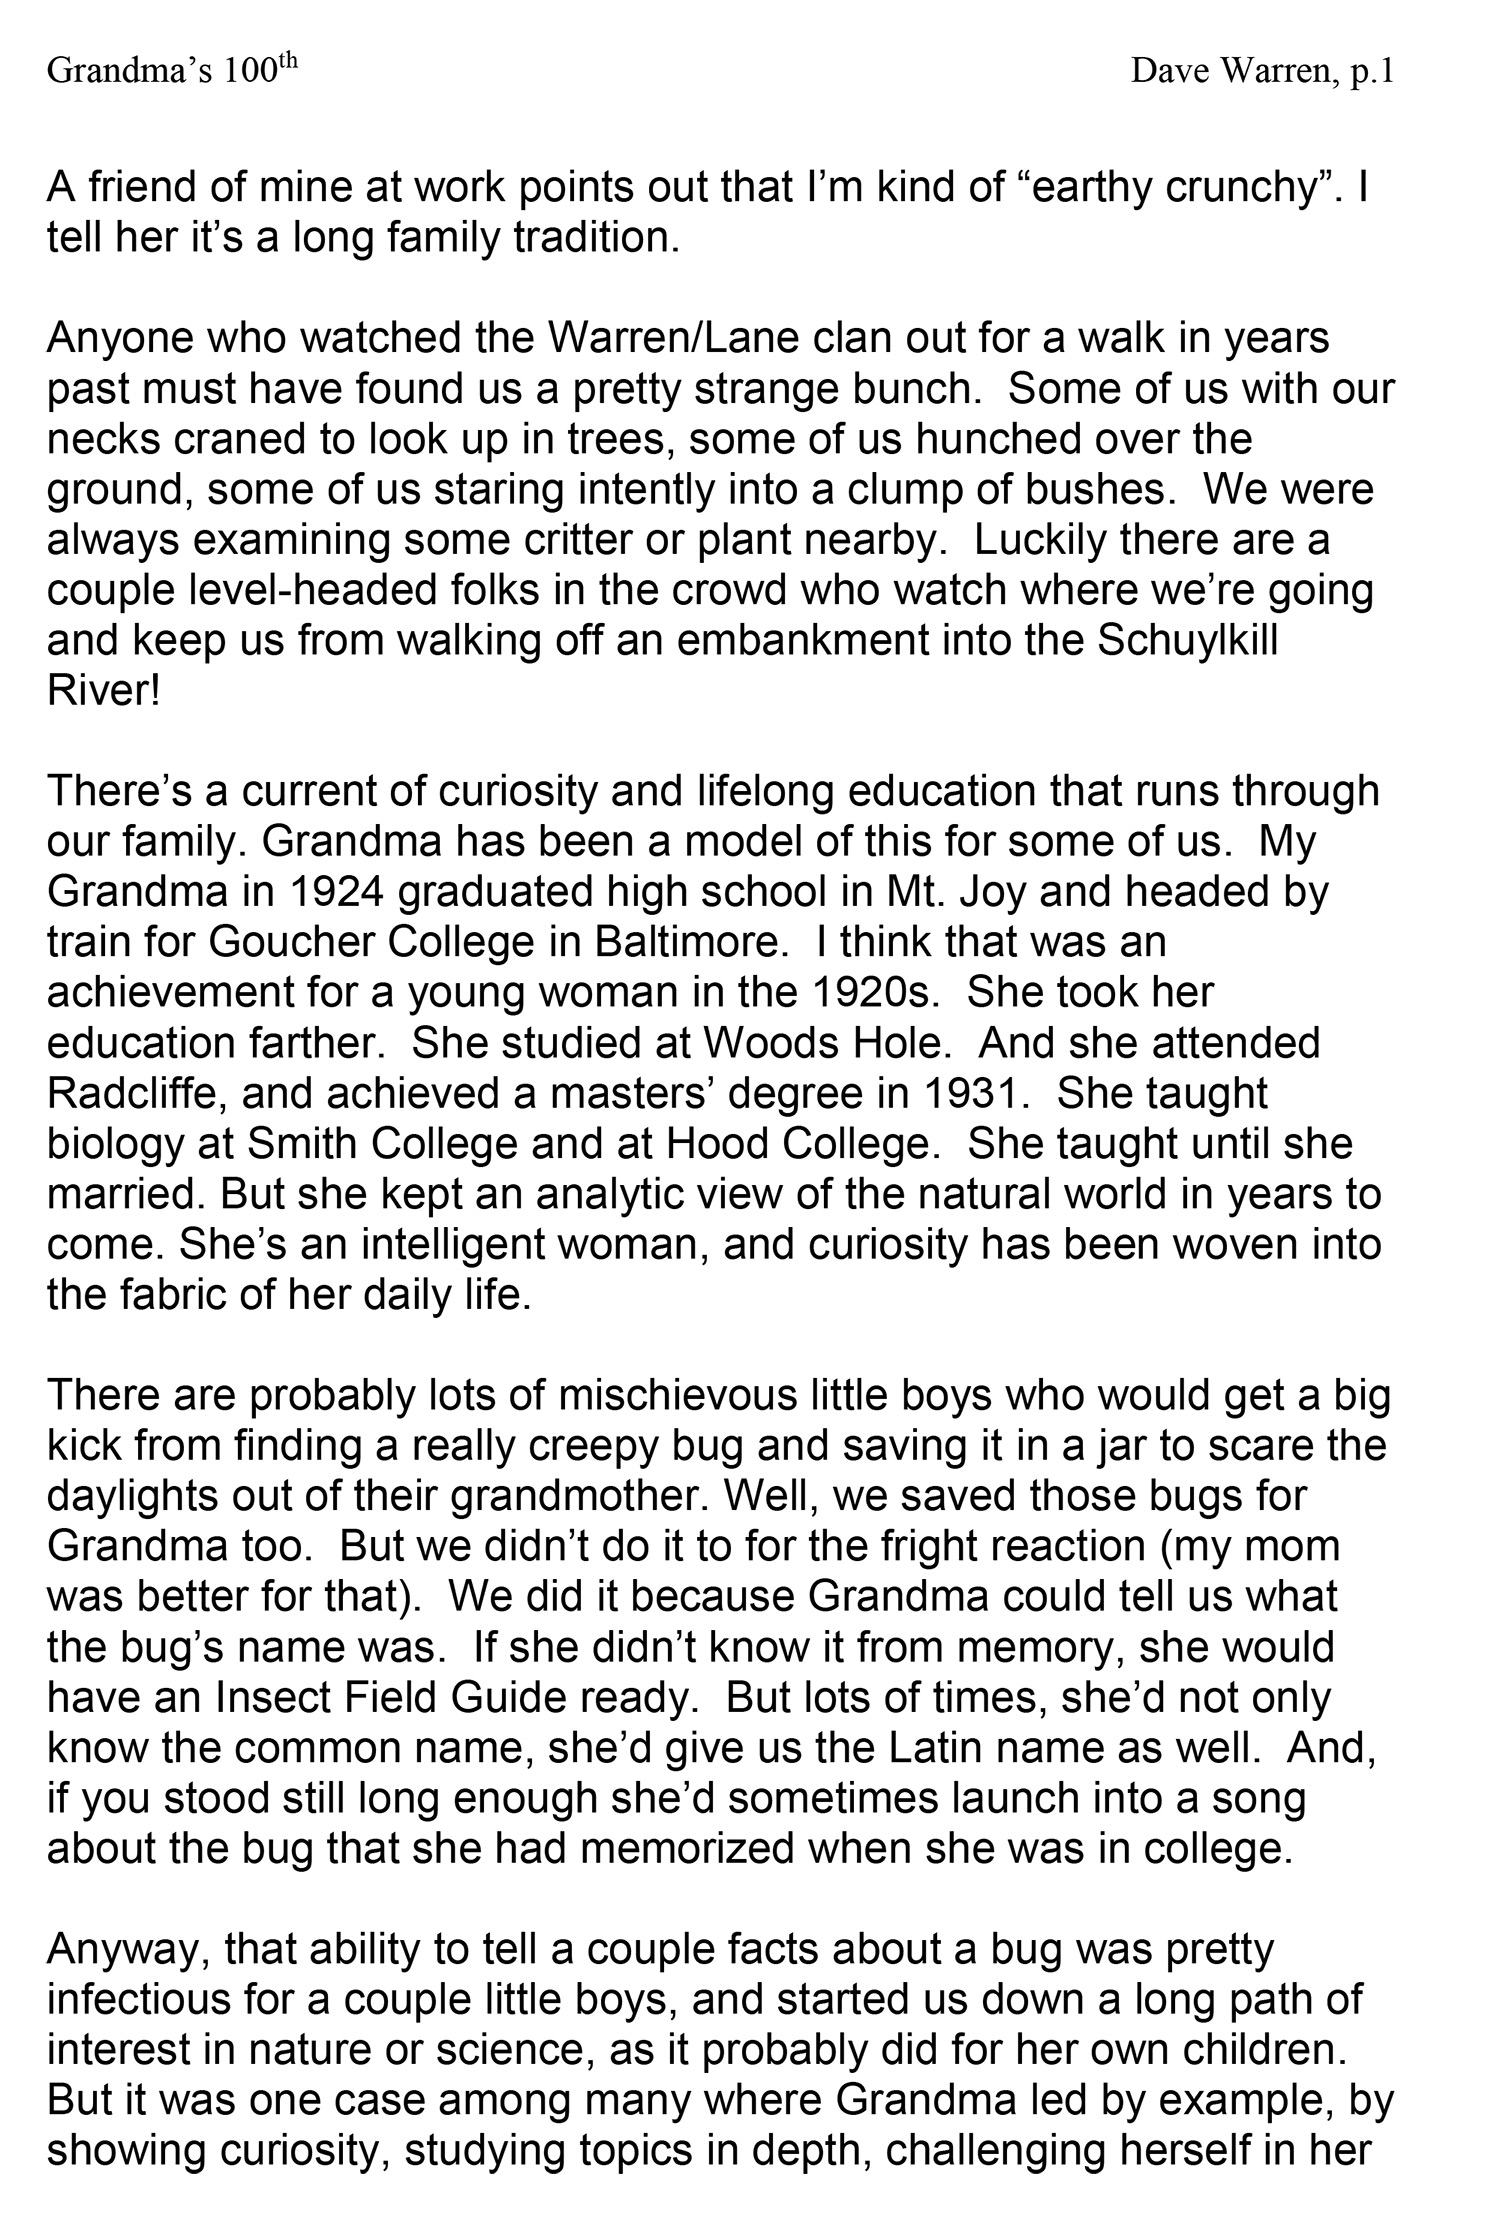 Grandma’s 100th
Dave Warren, p.1
A friend of mine at work points out that I’m kind of “earthy crunchy”. I
tell her it’s a long family tradition.
Anyone who watched the Warren/Lane clan out for a walk in years
past must have found us a pretty strange bunch.  Some of us with our
necks craned to look up in trees, some of us hunched over the
ground, some of us staring intently into a clump of bushes.  We were
always examining some critter or plant nearby.  Luckily there are a
couple level-headed folks in the crowd who watch where we’re going
and keep us from walking off an embankment into the Schuylkill
River!
There’s a current of curiosity and lifelong education that runs through
our family. Grandma has been a model of this for some of us.  My
Grandma in 1924 graduated high school in Mt. Joy and headed by
train for Goucher College in Baltimore.  I think that was an
achievement for a young woman in the 1920s.  She took her
education farther.  She studied at Woods Hole.  And she attended
Radcliffe, and achieved a masters’ degree in 1931.  She taught
biology at Smith College and at Hood College.  She taught until she
married. But she kept an analytic view of the natural world in years to
come. She’s an intelligent woman, and curiosity has been woven into
the fabric of her daily life.
There are probably lots of mischievous little boys who would get a big
kick from finding a really creepy bug and saving it in a jar to scare the
daylights out of their grandmother. Well, we saved those bugs for
Grandma too.  But we didn’t do it to for the fright reaction (my mom
was better for that).  We did it because Grandma could tell us what
the bug’s name was.  If she didn’t know it from memory, she would
have an Insect Field Guide ready.  But lots of times, she’d not only
know the common name, she’d give us the Latin name as well.  And,
if you stood still long enough she’d sometimes launch into a song
about the bug that she had memorized when she was in college.
Anyway, that ability to tell a couple facts about a bug was pretty
infectious for a couple little boys, and started us down a long path of
interest in nature or science, as it probably did for her own children.
But it was one case among many where Grandma led by example, by
showing curiosity, studying topics in depth, challenging herself in her